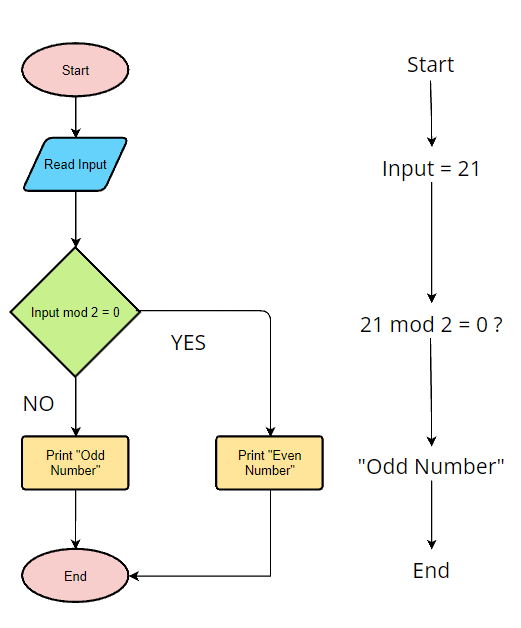 Start
Read Input
Input mod 2 = 0
YES
NO
Print "Odd
Number"
Print "Even
Number"
End
Start
Input = 21
21 mod 2 = 0 ?
"Odd Number"
End